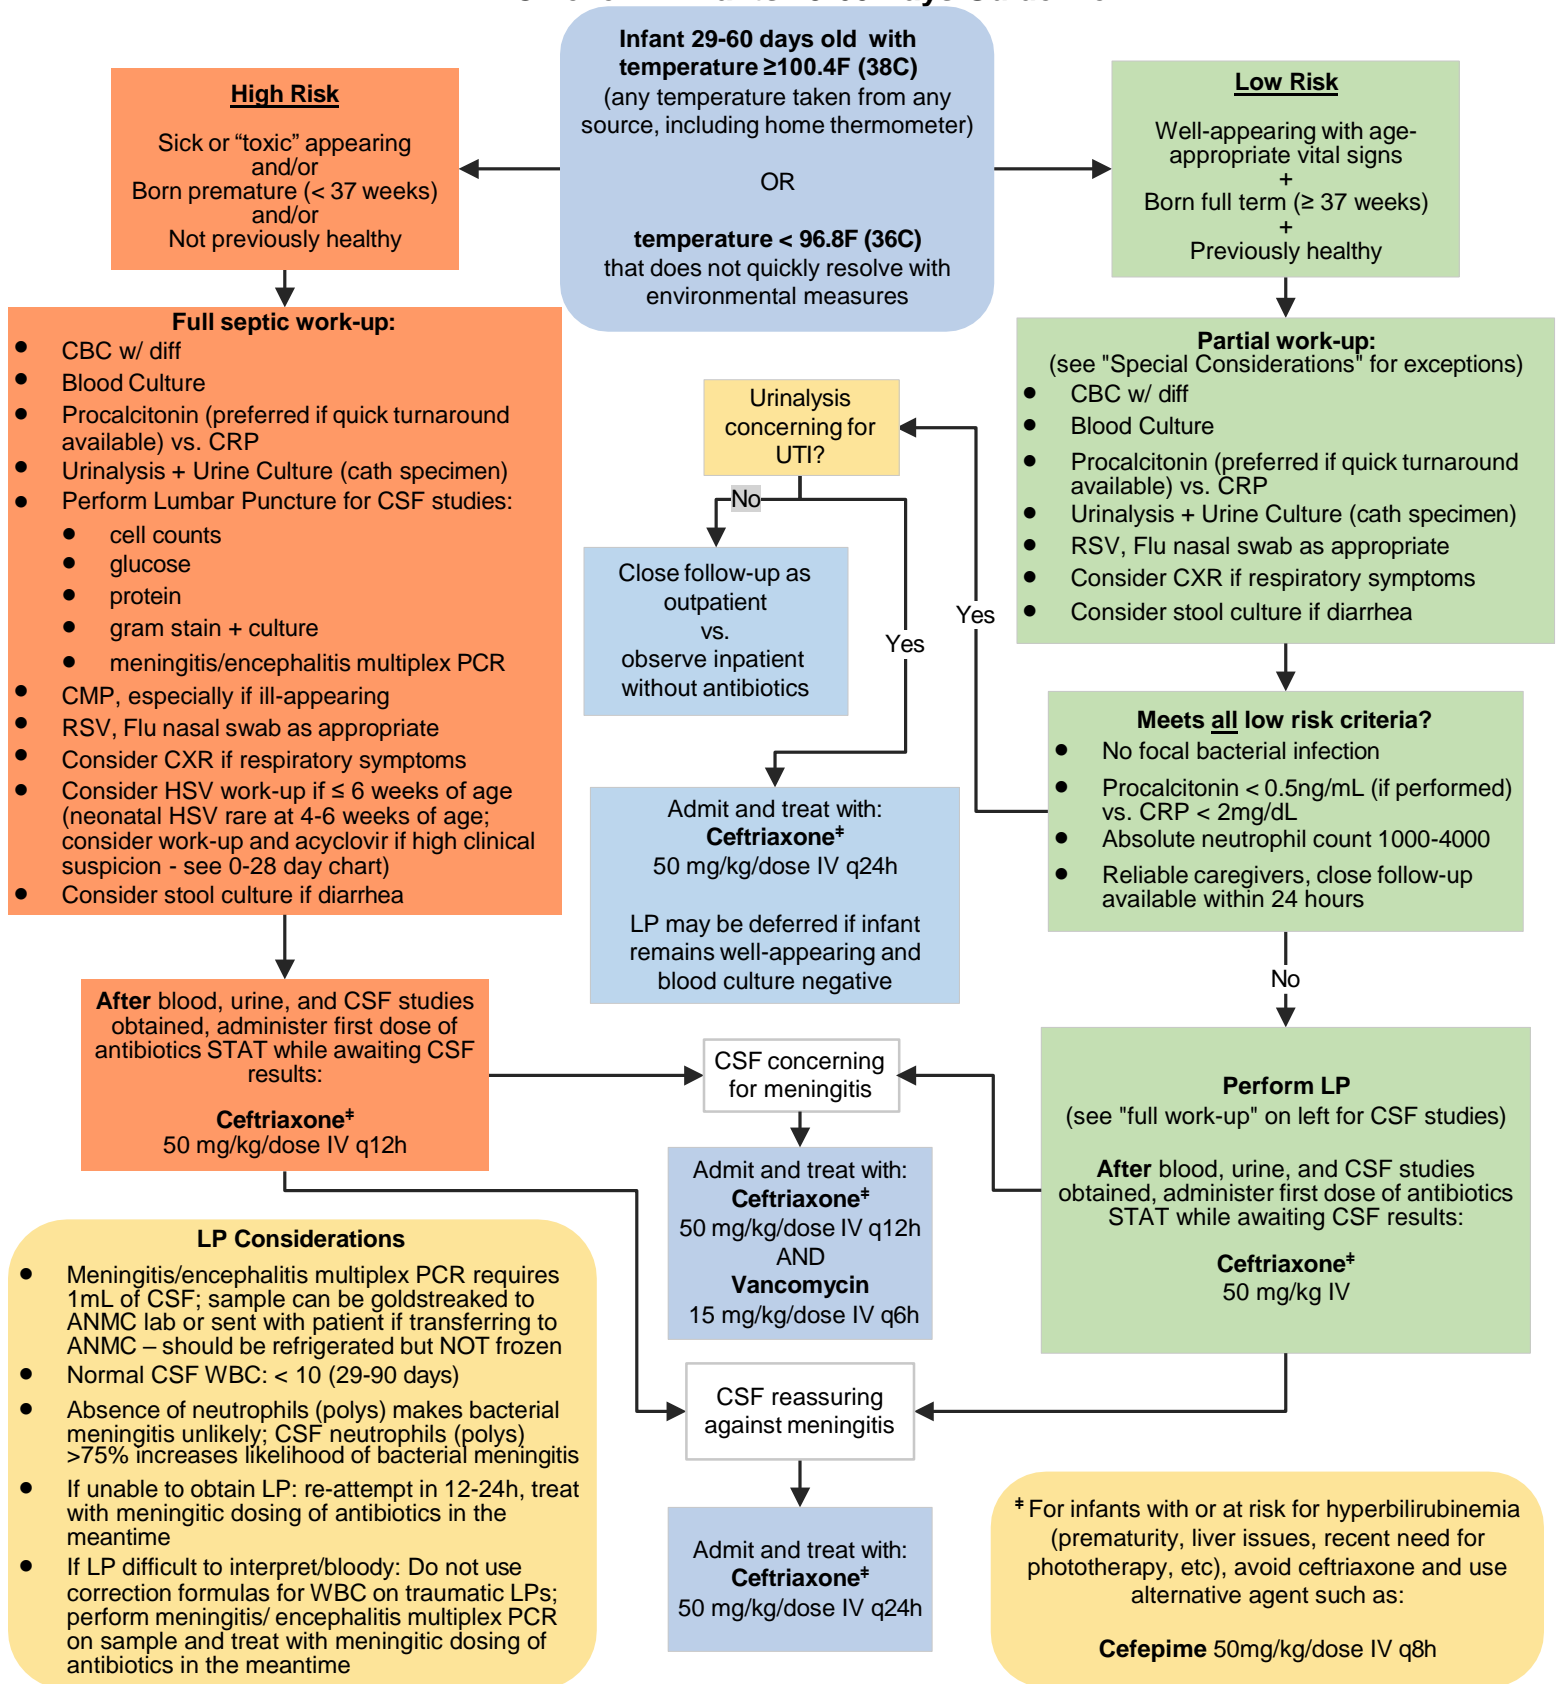 Infant 29-60 days old with
temperature ≥100.4F (38C)
(any temperature taken from any
source, including home thermometer)
OR
temperature < 96.8F (36C)
that does not quickly resolve with
environmental measures
High Risk
Sick or “toxic” appearing
and/or
Born premature (< 37 weeks)
and/or
Not previously healthy
Low Risk
Well-appearing with age-
appropriate vital signs
+
Born full term (≥ 37 weeks)
+
Previously healthy
Full septic work-up:
• CBC w/ diff
• Blood Culture
• Procalcitonin (preferred if quick turnaround
available) vs. CRP
• Urinalysis + Urine Culture (cath specimen)
• Perform Lumbar Puncture for CSF studies:
• cell counts
• glucose
• protein
• gram stain + culture
• meningitis/encephalitis multiplex PCR
• CMP, especially if ill-appearing
• RSV, Flu nasal swab as appropriate
• Consider CXR if respiratory symptoms
• Consider HSV work-up if ≤ 6 weeks of age
(neonatal HSV rare at 4-6 weeks of age;
consider work-up and acyclovir if high clinical
suspicion - see 0-28 day chart)
• Consider stool culture if diarrhea
Urinalysis
concerning for
UTI?
No
Yes
Yes
Close follow-up as
outpatient
vs.
observe inpatient
without antibiotics
Admit and treat with:
Ceftriaxone‡
50 mg/kg/dose IV q24h
LP may be deferred if infant
remains well-appearing and
blood culture negative
Partial work-up:
(see "Special Considerations" for exceptions)
• CBC w/ diff
• Blood Culture
• Procalcitonin (preferred if quick turnaround
available) vs. CRP
• Urinalysis + Urine Culture (cath specimen)
• RSV, Flu nasal swab as appropriate
• Consider CXR if respiratory symptoms
• Consider stool culture if diarrhea
Meets all low risk criteria?
• No focal bacterial infection
• Procalcitonin < 0.5ng/mL (if performed)
vs. CRP < 2mg/dL
• Absolute neutrophil count 1000-4000
• Reliable caregivers, close follow-up
available within 24 hours
No
After blood, urine, and CSF studies
obtained, administer first dose of
antibiotics STAT while awaiting CSF
results:
Ceftriaxone‡
50 mg/kg/dose IV q12h
CSF concerning
for meningitis
Admit and treat with:
Ceftriaxone‡
50 mg/kg/dose IV q12h
AND
Vancomycin
15 mg/kg/dose IV q6h
CSF reassuring
against meningitis
Admit and treat with:
Ceftriaxone‡
50 mg/kg/dose IV q24h
Perform LP
(see "full work-up" on left for CSF studies)
After blood, urine, and CSF studies
obtained, administer first dose of antibiotics
STAT while awaiting CSF results:
Ceftriaxone‡
50 mg/kg IV
LP Considerations
• Meningitis/encephalitis multiplex PCR requires
1mL of CSF; sample can be goldstreaked to
ANMC lab or sent with patient if transferring to
ANMC – should be refrigerated but NOT frozen
• Normal CSF WBC: < 10 (29-90 days)
• Absence of neutrophils (polys) makes bacterial
meningitis unlikely; CSF neutrophils (polys)
>75% increases likelihood of bacterial meningitis
• If unable to obtain LP: re-attempt in 12-24h, treat
with meningitic dosing of antibiotics in the
meantime
• If LP difficult to interpret/bloody: Do not use
correction formulas for WBC on traumatic LPs;
perform meningitis/ encephalitis multiplex PCR
on sample and treat with meningitic dosing of
antibiotics in the meantime
‡ For infants with or at risk for hyperbilirubinemia
(prematurity, liver issues, recent need for
phototherapy, etc), avoid ceftriaxone and use
alternative agent such as:
Cefepime 50mg/kg/dose IV q8h